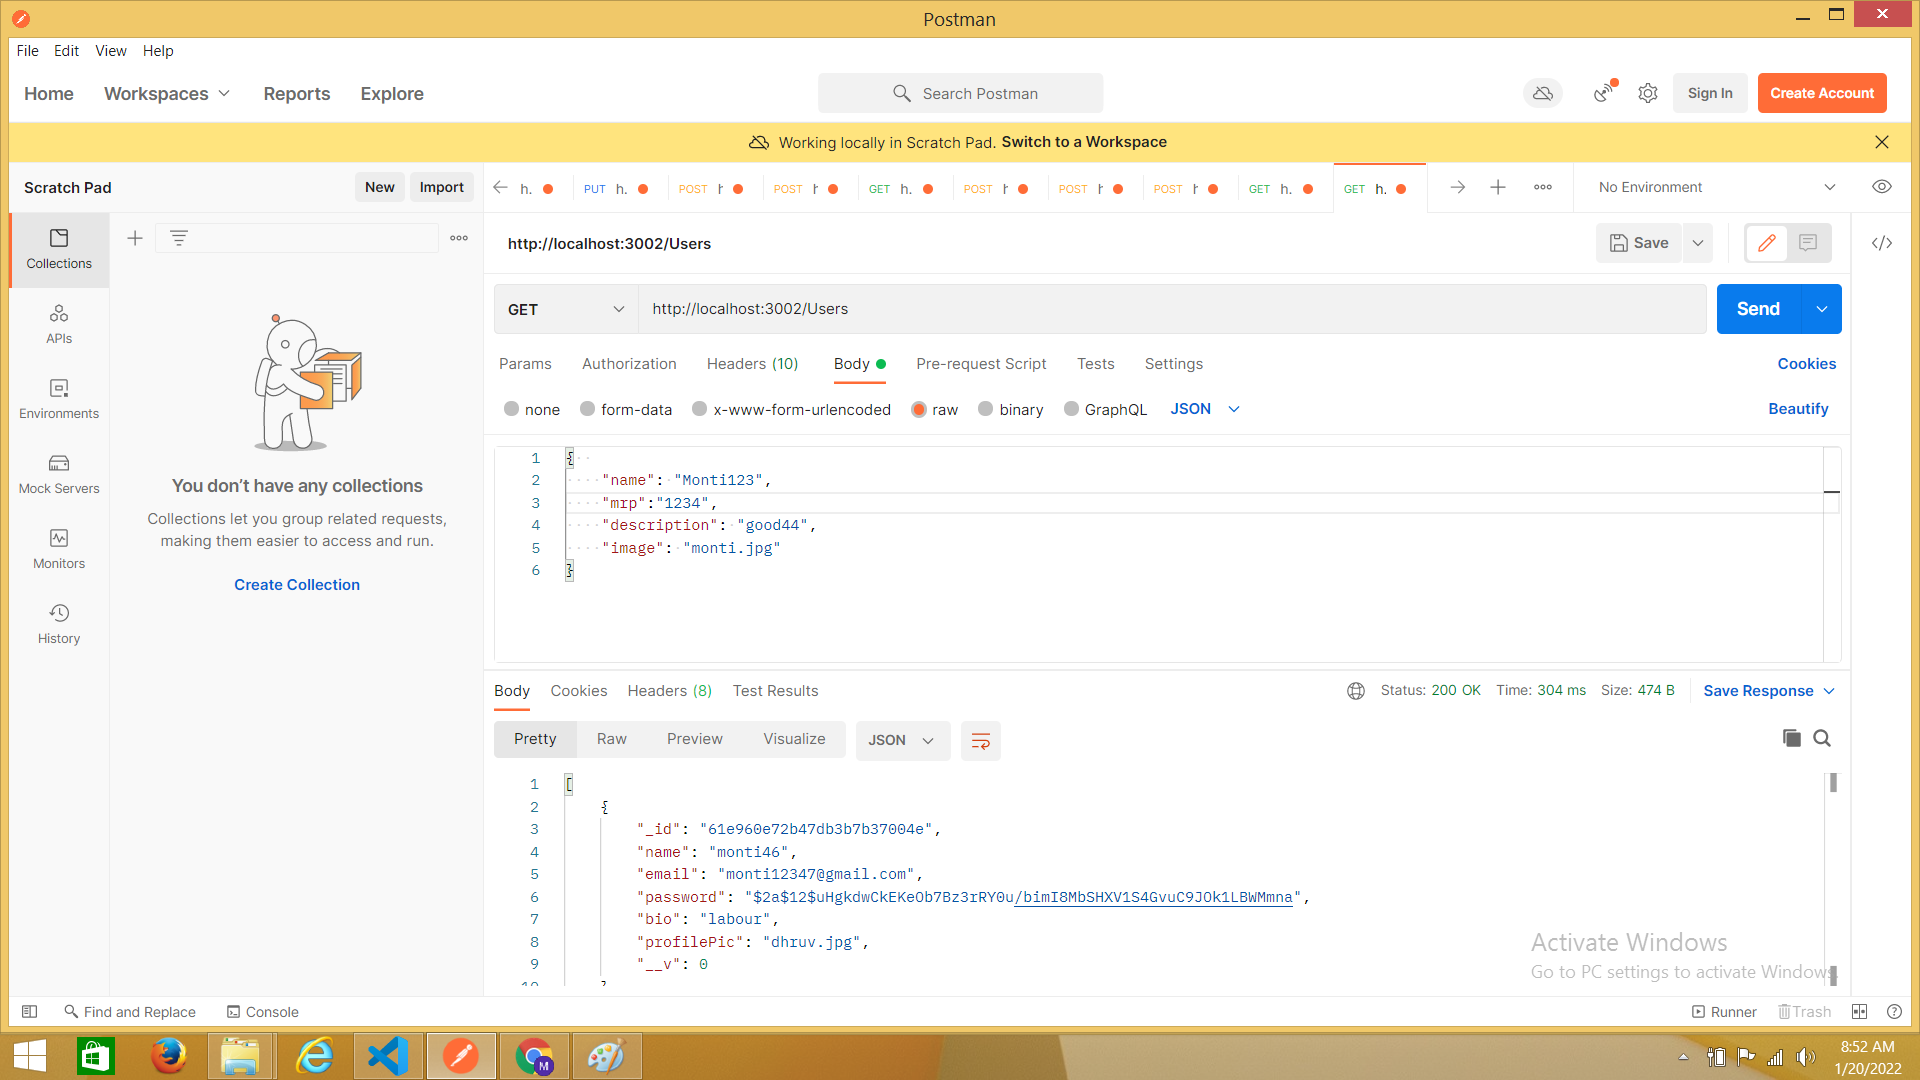 Postman
File Edit View Help
Home Workspaces Reports Explore Search Postman Sign In Create Account
Working locally in Scratch Pad. Switch to a Workspace
Scratch Pad New Import h. PUT h. POST h POST h GET h. POST h POST h POST h GET h. GET h. No Environment
Collections
APIs
Environments
Mock Servers
Monitors
History
You don't have any collections
Collections let you group related requests,
making them easier to access and run.
Create Collection
http://localhost:3002/Users Save
GET http://localhost:3002/Users Send
Params Authorization Headers (10) Body Pre-request Script Tests Settings Cookies
none form-data x-www-form-urlencoded raw binary GraphQL JSON Beautify
1 {
2 "name": "Monti123",
3 "mrp":"1234",
4 "description": "good44",
5 "image": "monti.jpg"
6 }
Body Cookies Headers (8) Test Results Status: 200 OK Time: 304 ms Size: 474 B Save Response
Pretty Raw Preview Visualize JSON
1 [
2 {
3 "_id": "61e960e72b47db3b7b37004e",
4 "name": "monti46",
5 "email": "monti12347@gmail.com",
6 "password": "$2a$12$uHgkdwCkEKeOb7Bz3rRY0u/bimI8MbSHXV1S4GvuC9JOk1LBWMmna",
7 "bio": "labour",
8 "profilePic": "dhruv.jpg",
9 "__v": 0
10 }
Activate Windows
Go to PC settings to activate Windows.
Find and Replace Console Runner Trash
M
8:52 AM
1/20/2022